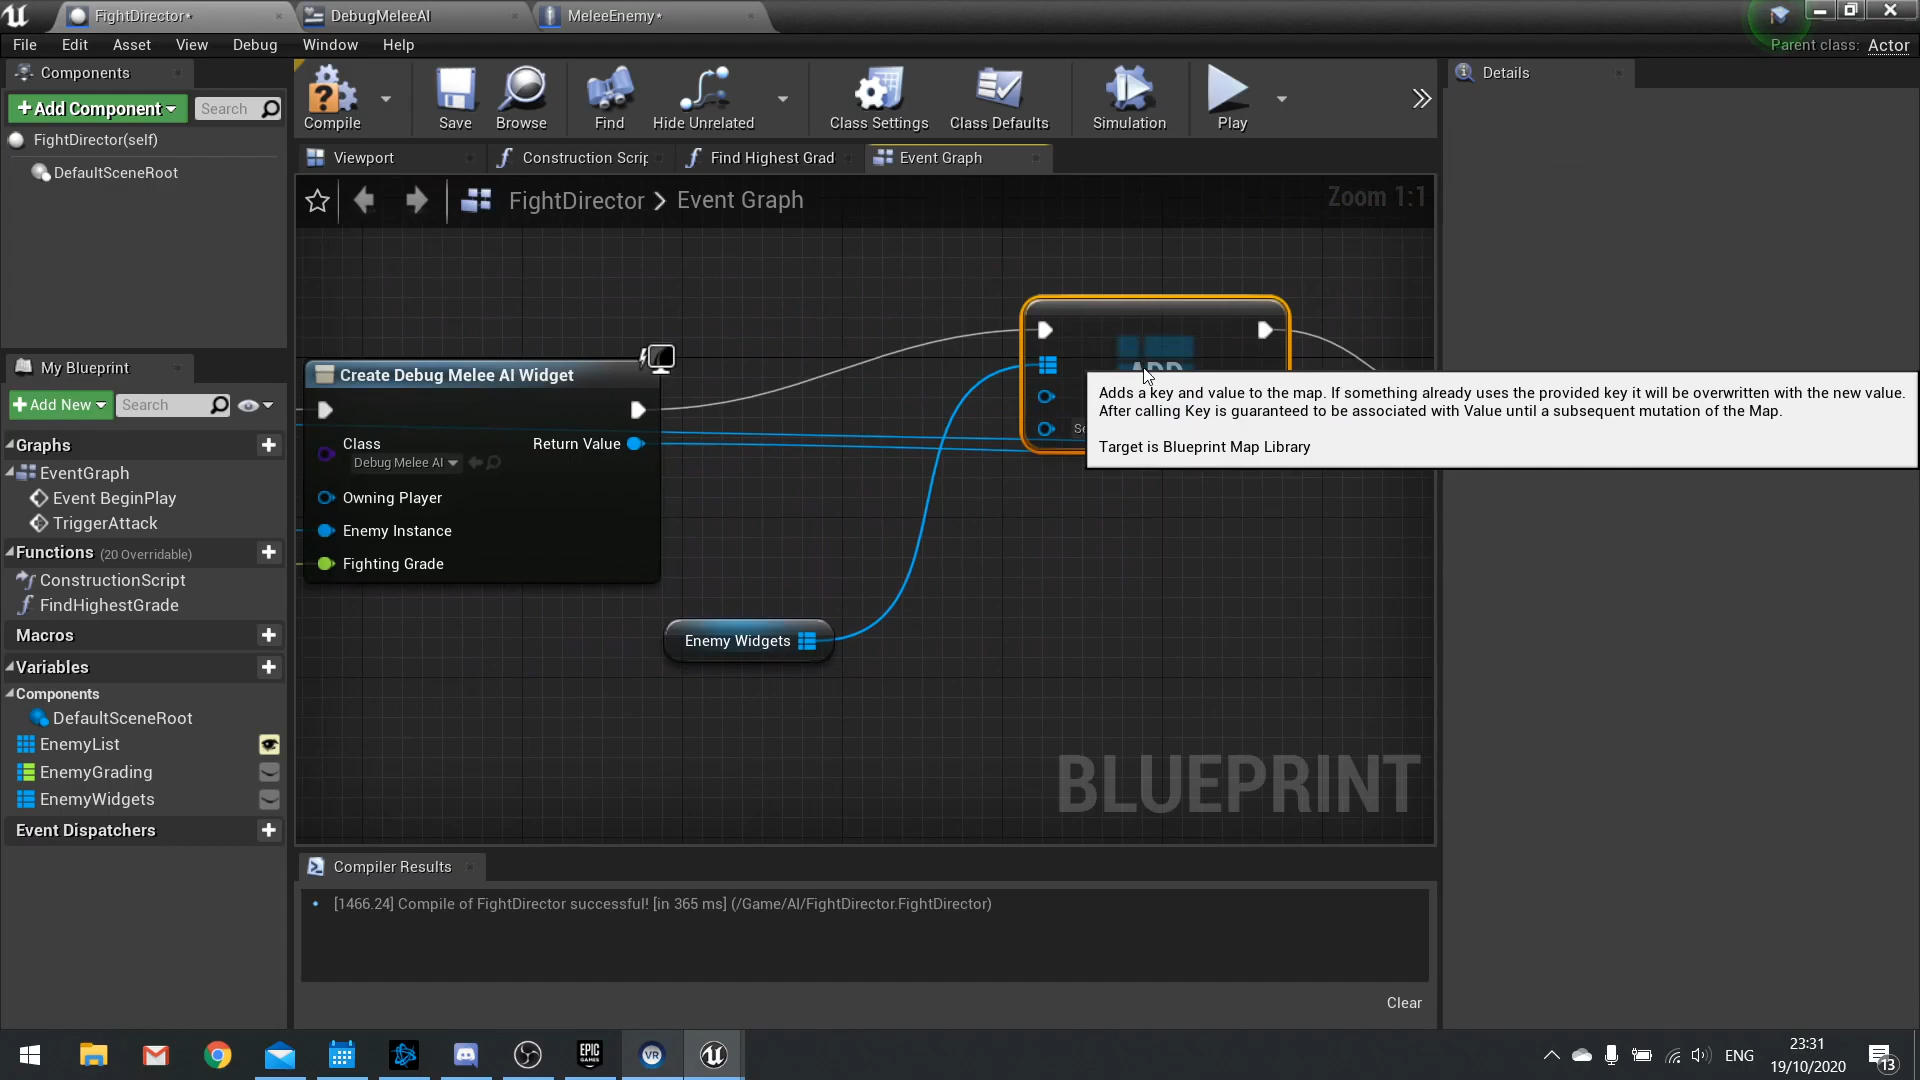 FightDirector*
DebugMeleeAI
MeleeEnemy*
File Edit Asset View Debug Window Help
Parent class: Actor
Components
Add Component
Search
FightDirector(self)
DefaultSceneRoot
Compile
Save
Browse
Find
Hide Unrelated
Class Settings
Class Defaults
Simulation
Play
Details
Viewport
Construction Scrip
Find Highest Grad
Event Graph
FightDirector > Event Graph
Zoom 1:1
Create Debug Melee AI Widget
Class
Debug Melee AI
Return Value
Owning Player
Enemy Instance
Fighting Grade
Enemy Widgets
ADD
Se
Adds a key and value to the map. If something already uses the provided key it will be overwritten with the new value.
After calling Key is guaranteed to be associated with Value until a subsequent mutation of the Map.
Target is Blueprint Map Library
BLUEPRINT
My Blueprint
Add New
Search
Graphs
EventGraph
Event BeginPlay
TriggerAttack
Functions (20 Overridable)
ConstructionScript
FindHighestGrade
Macros
Variables
Components
DefaultSceneRoot
EnemyList
EnemyGrading
EnemyWidgets
Event Dispatchers
Compiler Results
[1466.24] Compile of FightDirector successful! [in 365 ms] (/Game/AI/FightDirector.FightDirector)
Clear
EPIC
GAMES
VR
ENG
23:31
19/10/2020
13